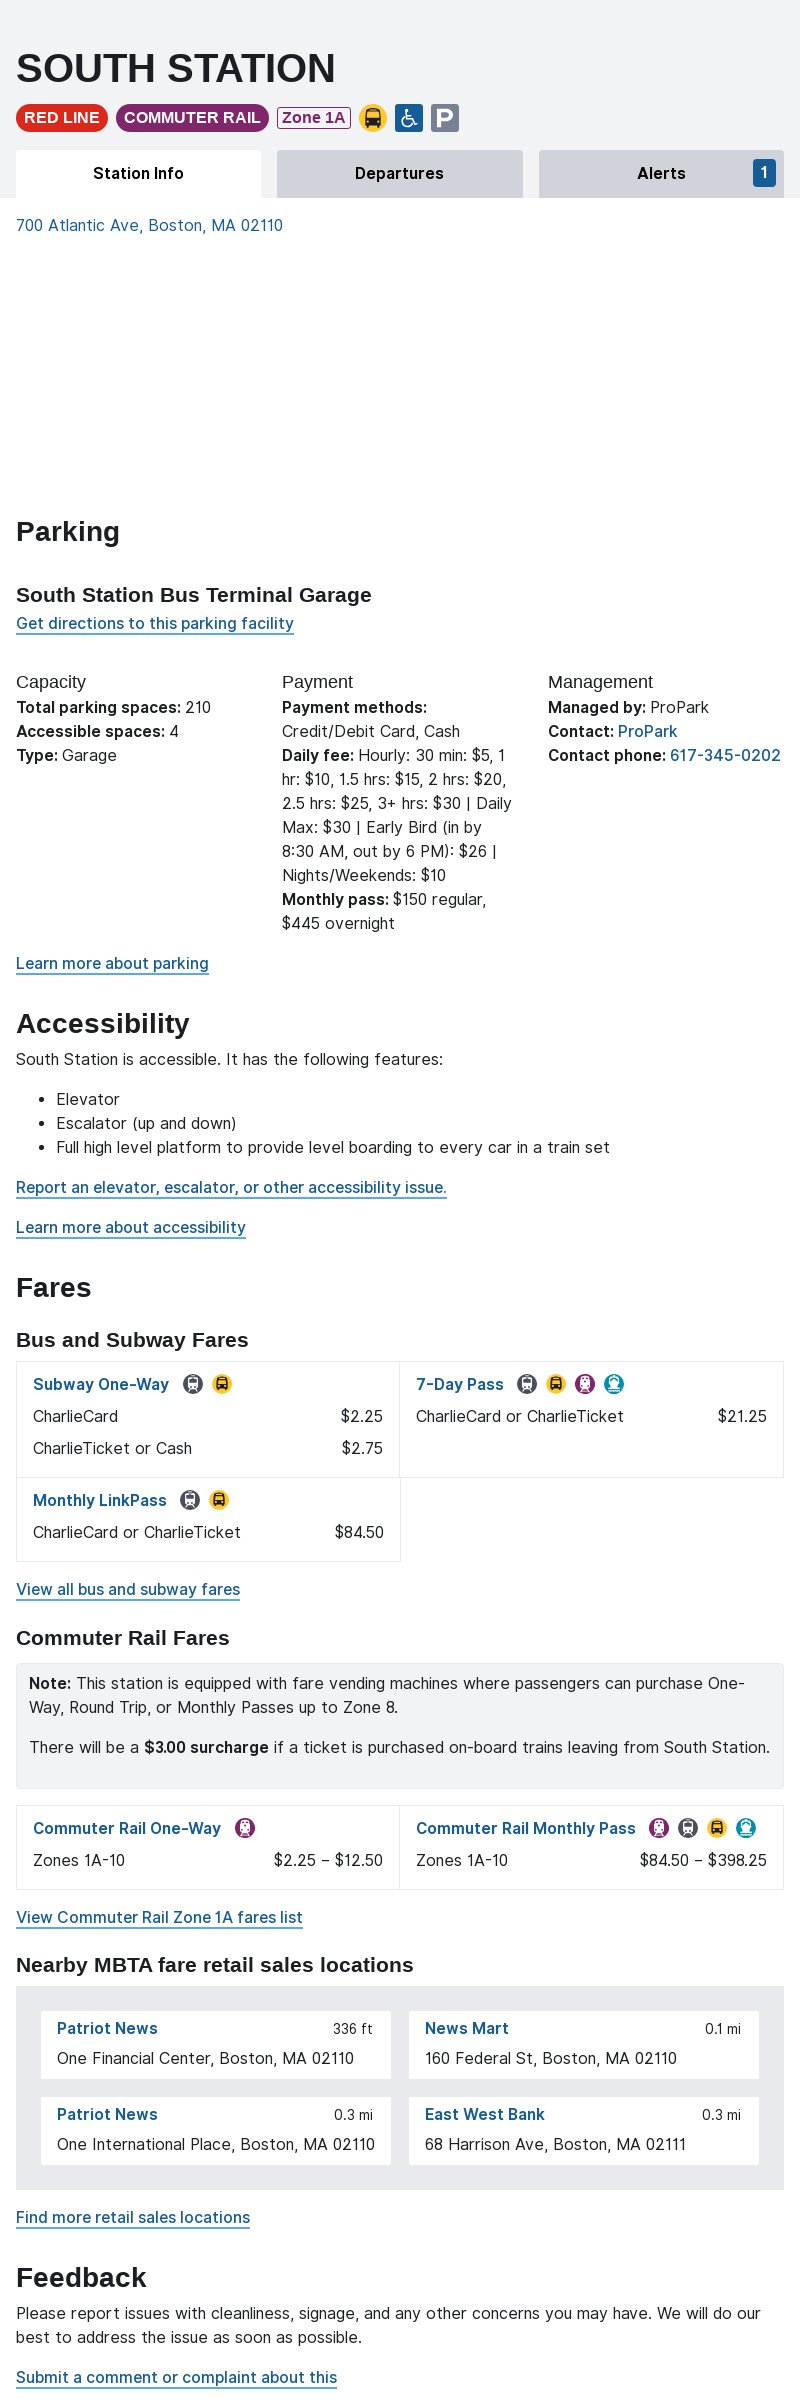 SOUTH STATION
RED LINE COMMUTER RAIL Zone 1A P
Station Info Departures Alerts 1
700 Atlantic Ave, Boston, MA 02110
Parking
South Station Bus Terminal Garage
Get directions to this parking facility
Capacity
Total parking spaces: 210
Accessible spaces: 4
Type: Garage
Payment
Payment methods:
Credit/Debit Card, Cash
Daily fee: Hourly: 30 min: $5, 1
hr: $10, 1.5 hrs: $15, 2 hrs: $20,
2.5 hrs: $25, 3+ hrs: $30 | Daily
Max: $30 | Early Bird (in by
8:30 AM, out by 6 PM): $26 |
Nights/Weekends: $10
Monthly pass: $150 regular,
$445 overnight
Management
Managed by: ProPark
Contact: ProPark
Contact phone: 617-345-0202
Learn more about parking
Accessibility
South Station is accessible. It has the following features:
• Elevator
• Escalator (up and down)
• Full high level platform to provide level boarding to every car in a train set
Report an elevator, escalator, or other accessibility issue.
Learn more about accessibility
Fares
Bus and Subway Fares
Subway One-Way
CharlieCard $2.25
CharlieTicket or Cash $2.75
7-Day Pass
CharlieCard or CharlieTicket $21.25
Monthly LinkPass
CharlieCard or CharlieTicket $84.50
View all bus and subway fares
Commuter Rail Fares
Note: This station is equipped with fare vending machines where passengers can purchase One-
Way, Round Trip, or Monthly Passes up to Zone 8.
There will be a $3.00 surcharge if a ticket is purchased on-board trains leaving from South Station.
Commuter Rail One-Way
Zones 1A-10 $2.25 – $12.50
Commuter Rail Monthly Pass
Zones 1A-10 $84.50 – $398.25
View Commuter Rail Zone 1A fares list
Nearby MBTA fare retail sales locations
Patriot News 336 ft
One Financial Center, Boston, MA 02110
News Mart 0.1 mi
160 Federal St, Boston, MA 02110
Patriot News 0.3 mi
One International Place, Boston, MA 02110
East West Bank 0.3 mi
68 Harrison Ave, Boston, MA 02111
Find more retail sales locations
Feedback
Please report issues with cleanliness, signage, and any other concerns you may have. We will do our
best to address the issue as soon as possible.
Submit a comment or complaint about this